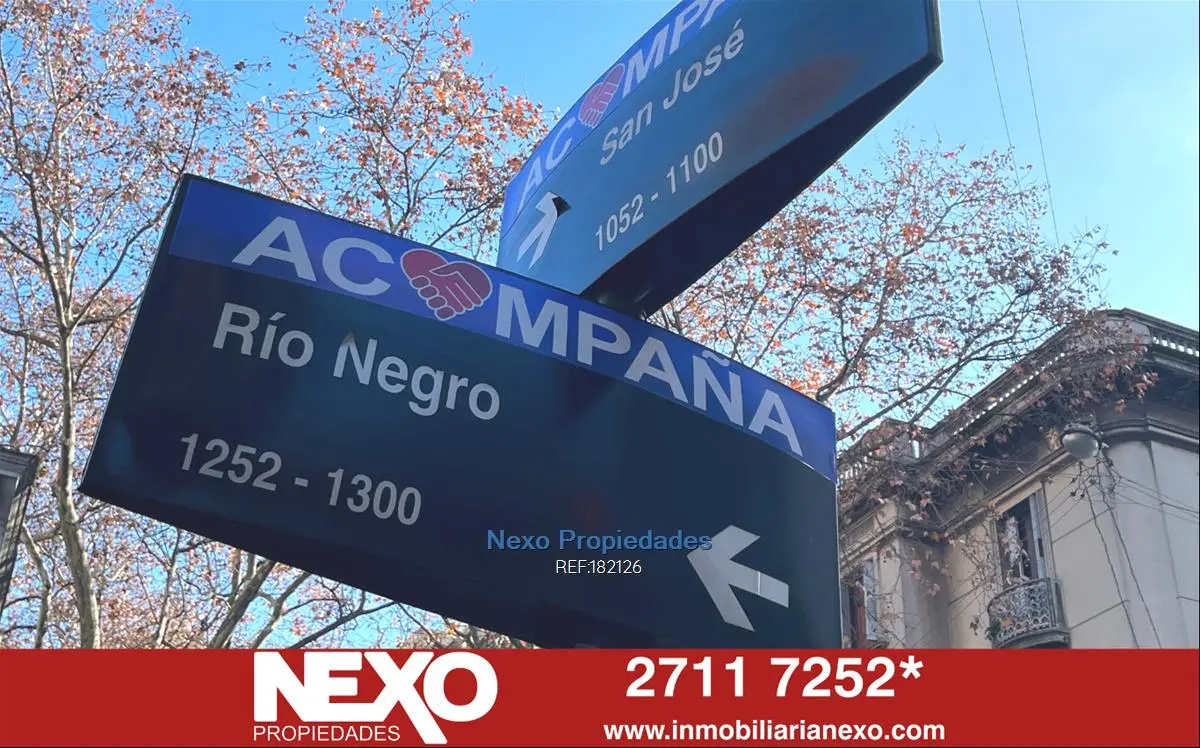 ACOMPA
San José
1052 - 1100
ACOMPAÑA
Río Negro
1252 - 1300
Nexo Propiedades
REF:182126
NEXO
PROPIEDADES
2711 7252*
www.inmobiliarianexo.com